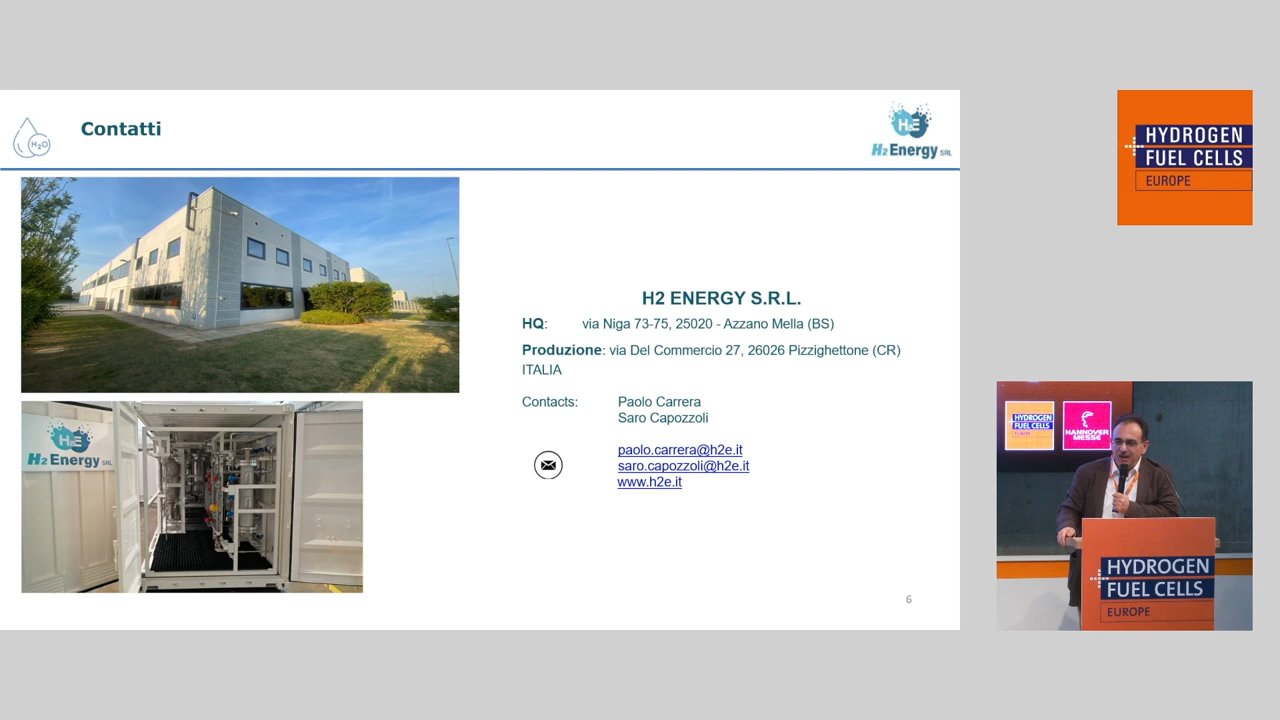 Contatti
H₂O
H2E
H2 Energy SRL
H2 ENERGY S.R.L.
HQ: via Niga 73-75, 25020 - Azzano Mella (BS)
Produzione: via Del Commercio 27, 26026 Pizzighettone (CR)
ITALIA
Contacts: Paolo Carrera
Saro Capozzoli
paolo.carrera@h2e.it
saro.capozzoli@h2e.it
www.h2e.it
6
H2E
H2 Energy SRL
HYDROGEN
FUEL CELLS
EUROPE
HYDROGEN
FUEL CELLS
EUROPE
HANNOVER
MESSE
HYDROGEN
FUEL CELLS
EUROPE